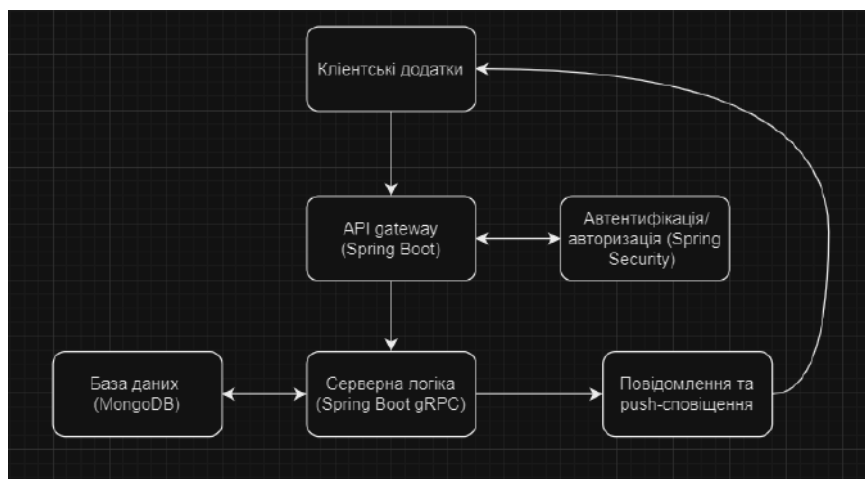 Клієнтські додатки
API gateway
(Spring Boot)
Автентифікація/
авторизація (Spring
Security)
База даних
(MongoDB)
Серверна логіка
(Spring Boot gRPC)
Повідомлення та
push-сповіщення